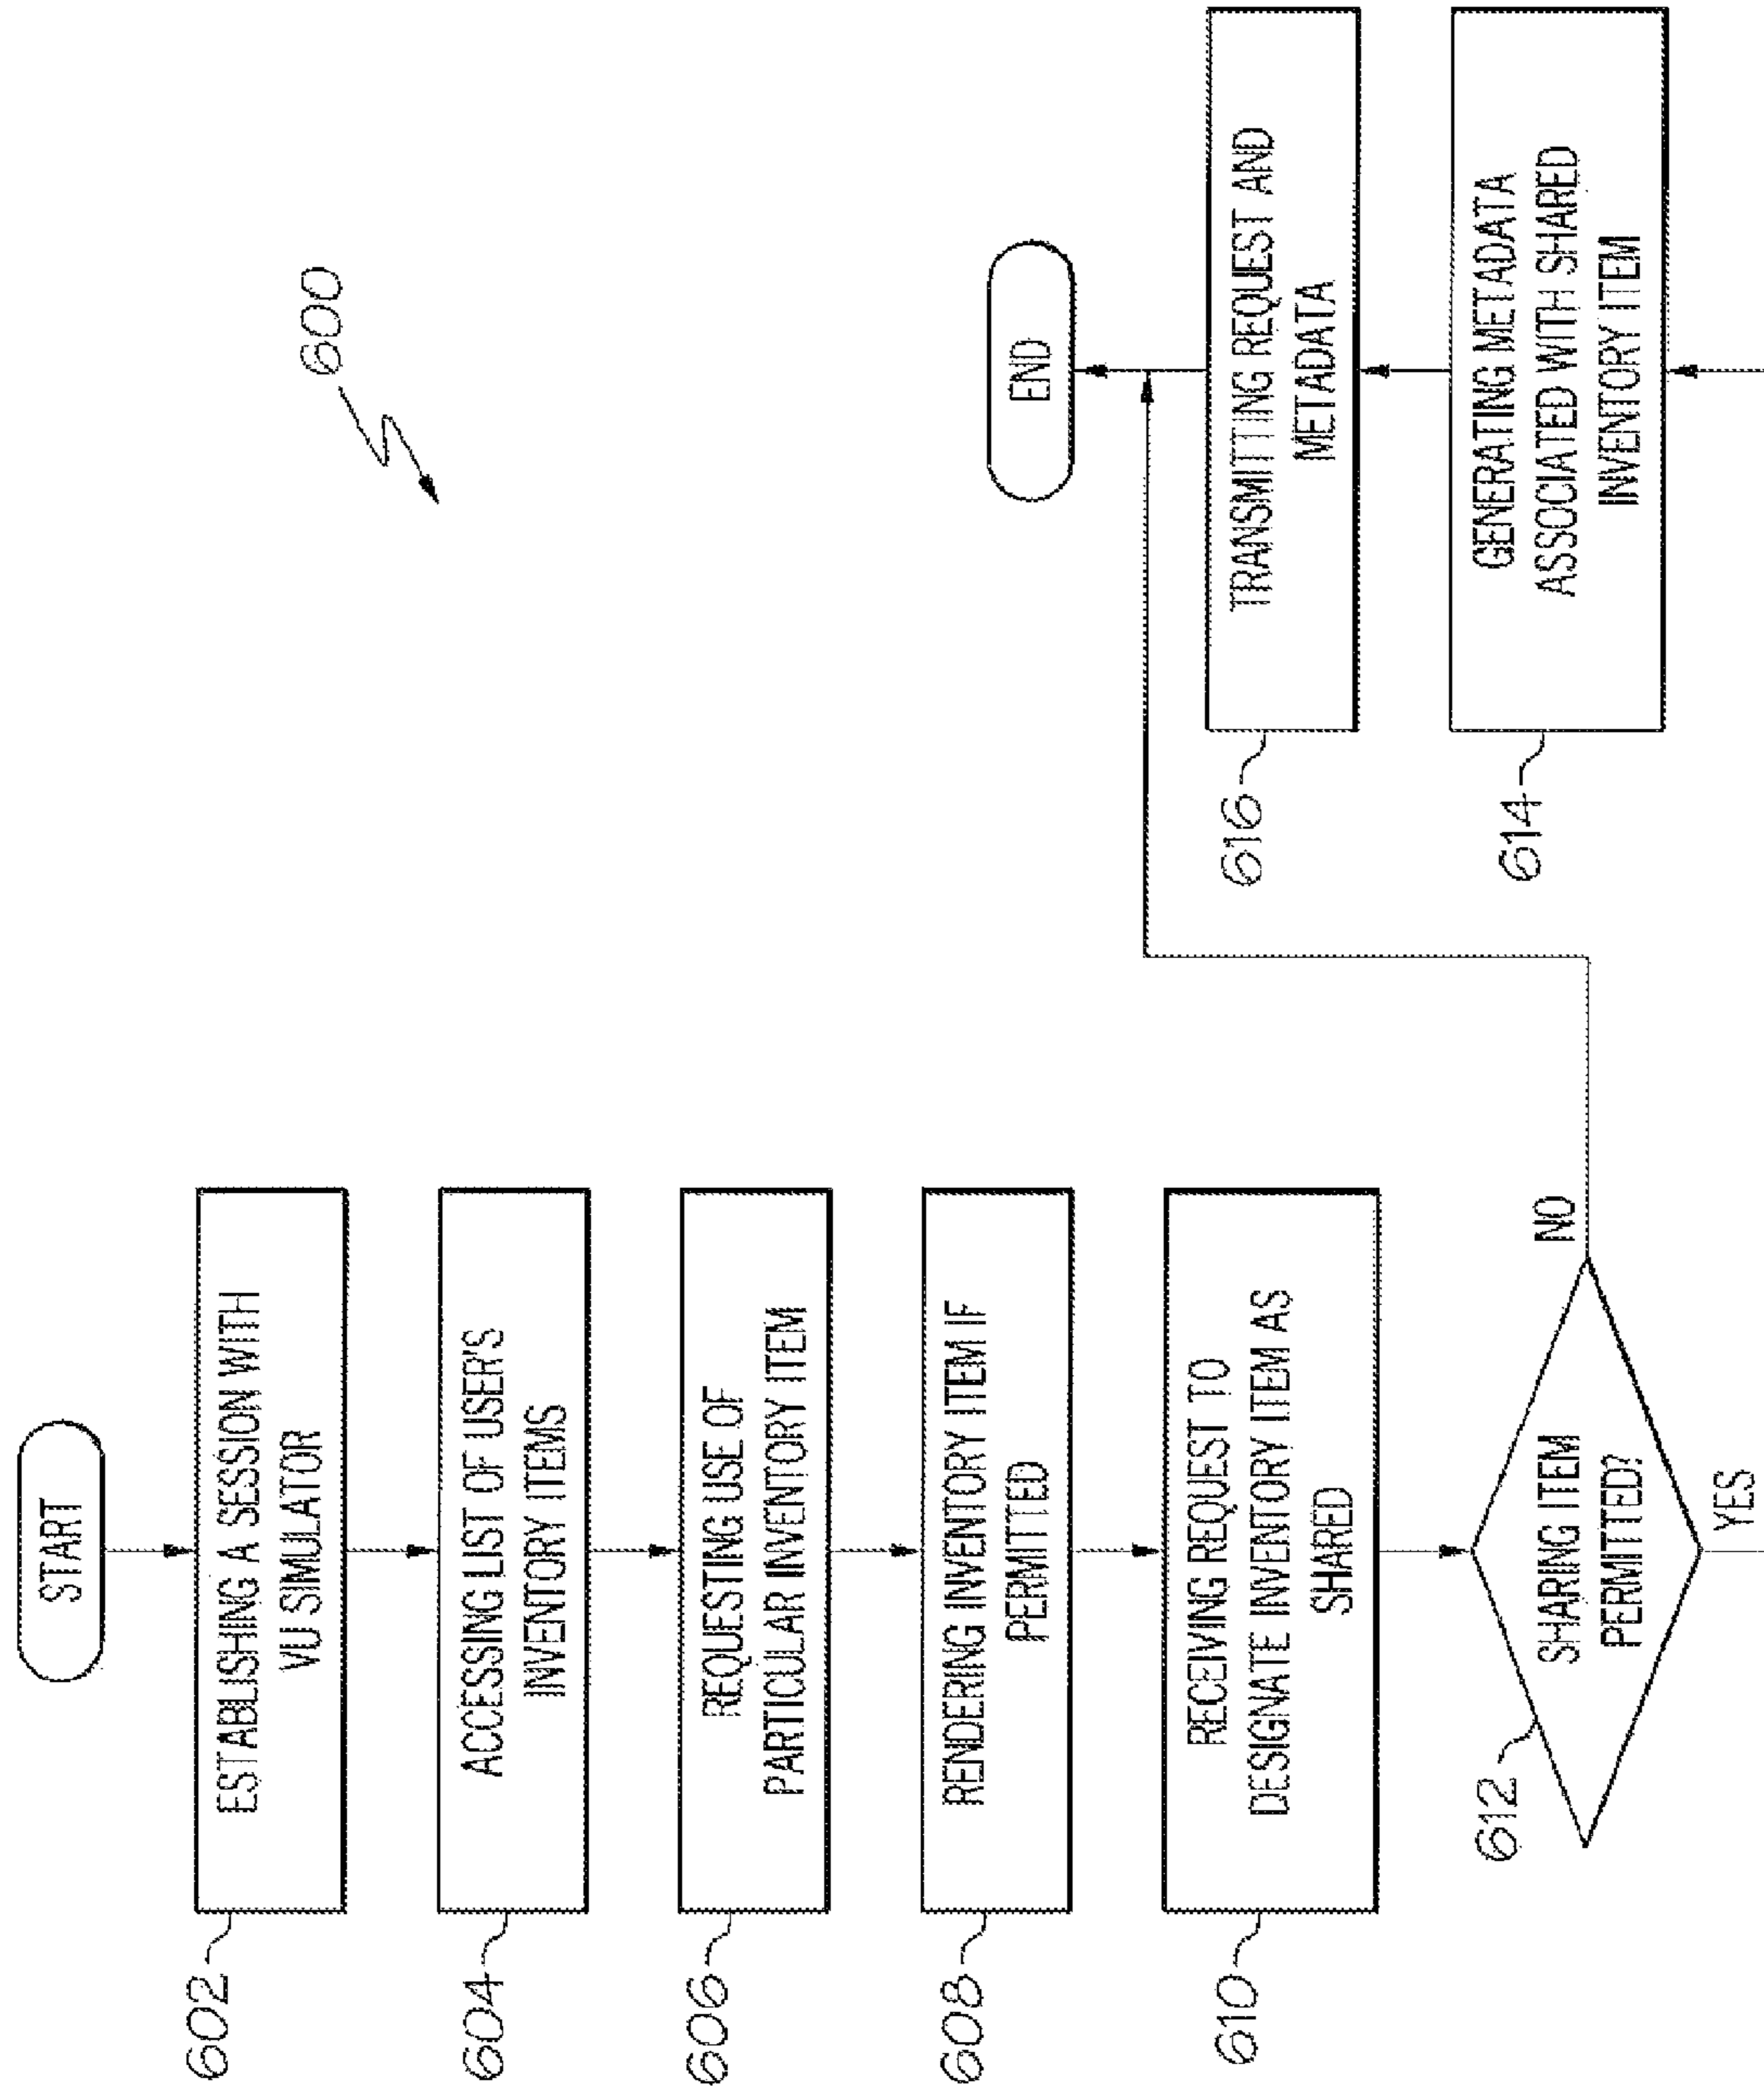 600
START
602
ESTABLISHING A SESSION WITH
VU SIMULATOR
604
ACCESSING LIST OF USER'S
INVENTORY ITEMS
606
REQUESTING USE OF
PARTICULAR INVENTORY ITEM
608
RENDERING INVENTORY ITEM IF
PERMITTED
610
RECEIVING REQUEST TO
DESIGNATE INVENTORY ITEM AS
SHARED
612
SHARING ITEM
PERMITTED?
NO
YES
END
616
TRANSMITTING REQUEST AND
METADATA
614
GENERATING METADATA
ASSOCIATED WITH SHARED
INVENTORY ITEM